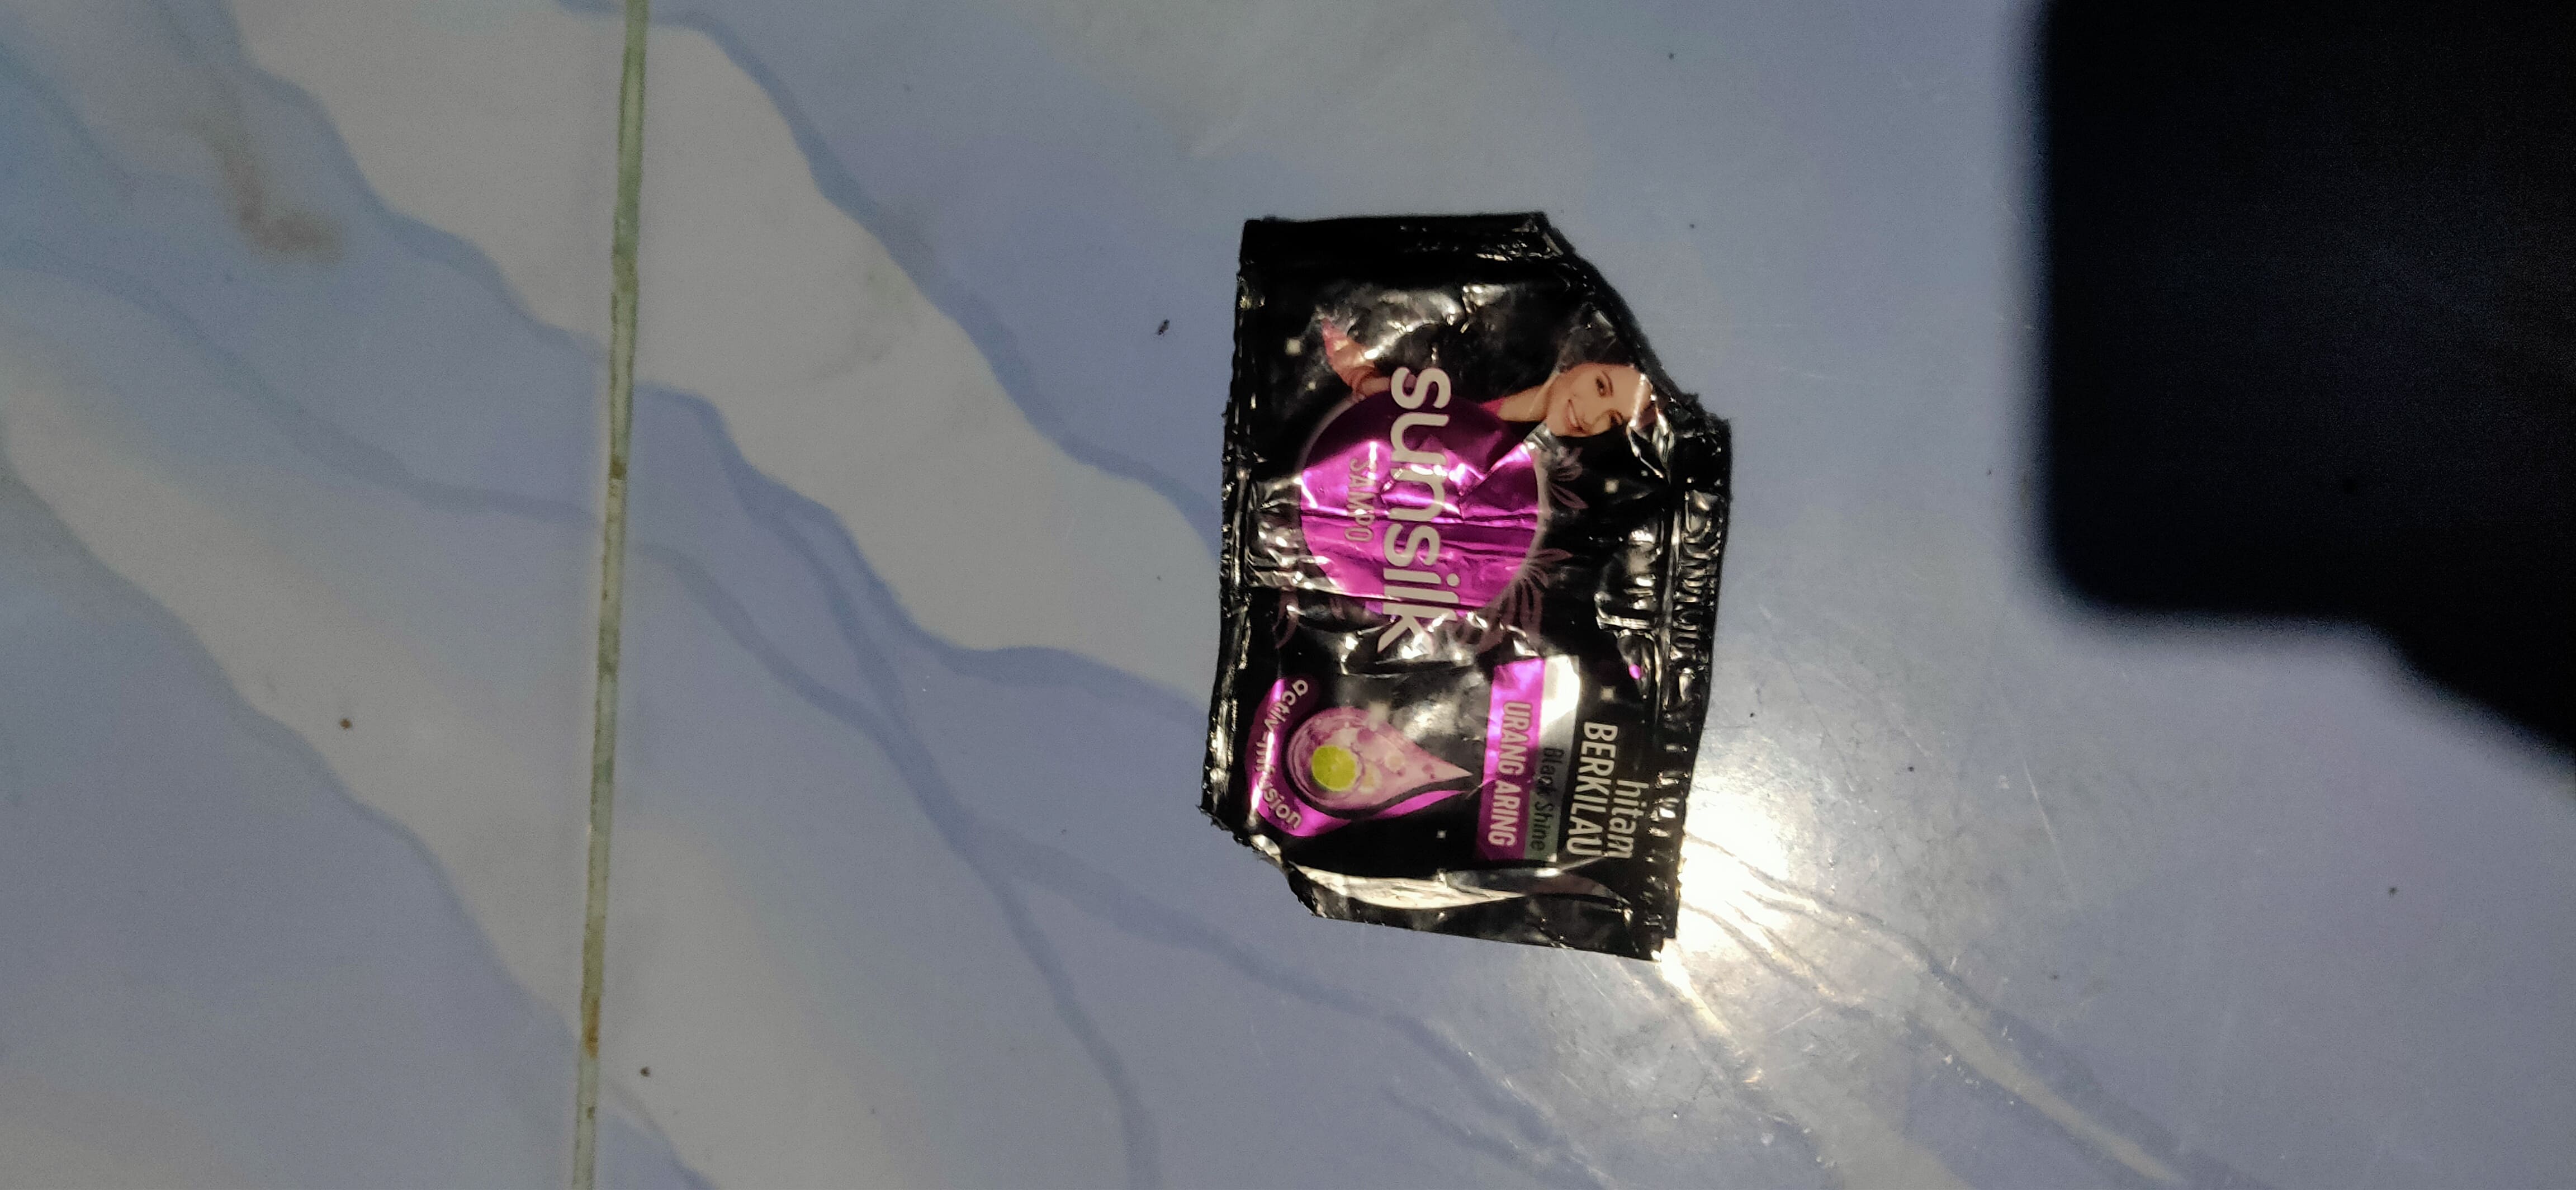 sunsilk
SAMPO
hitam
BERKILAU
Black Shine
URANG ARING
activ-infusion